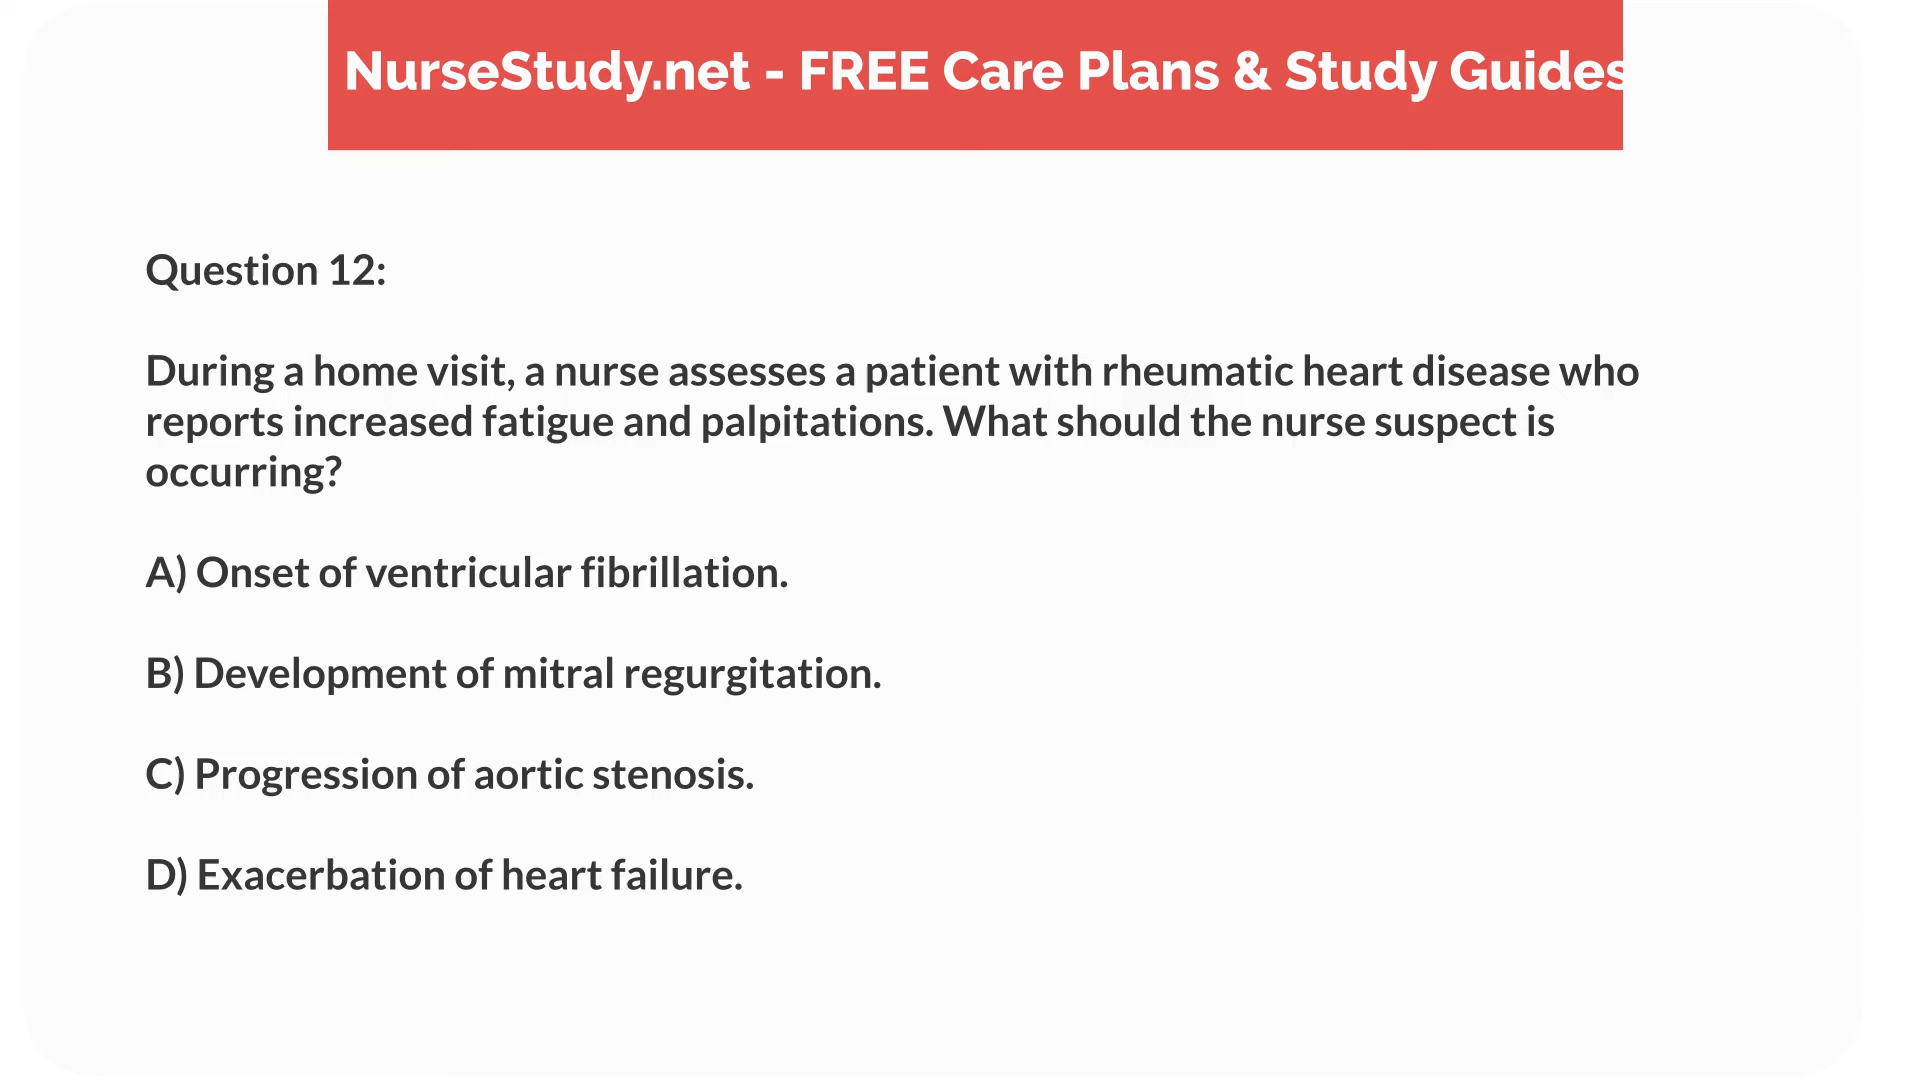 NurseStudy.net - FREE Care Plans & Study Guides
Question 12:
During a home visit, a nurse assesses a patient with rheumatic heart disease who
reports increased fatigue and palpitations. What should the nurse suspect is
occurring?
A) Onset of ventricular fibrillation.
B) Development of mitral regurgitation.
C) Progression of aortic stenosis.
D) Exacerbation of heart failure.